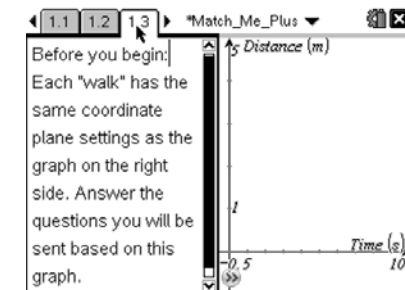 1.1 1.2 1.3 *Match_Me_Plus
Before you begin:
Each "walk" has the
same coordinate
plane settings as the
graph on the right
side. Answer the
questions you will be
sent based on this
graph.
5 Distance (m)
1
Time (s)
-0.5 10